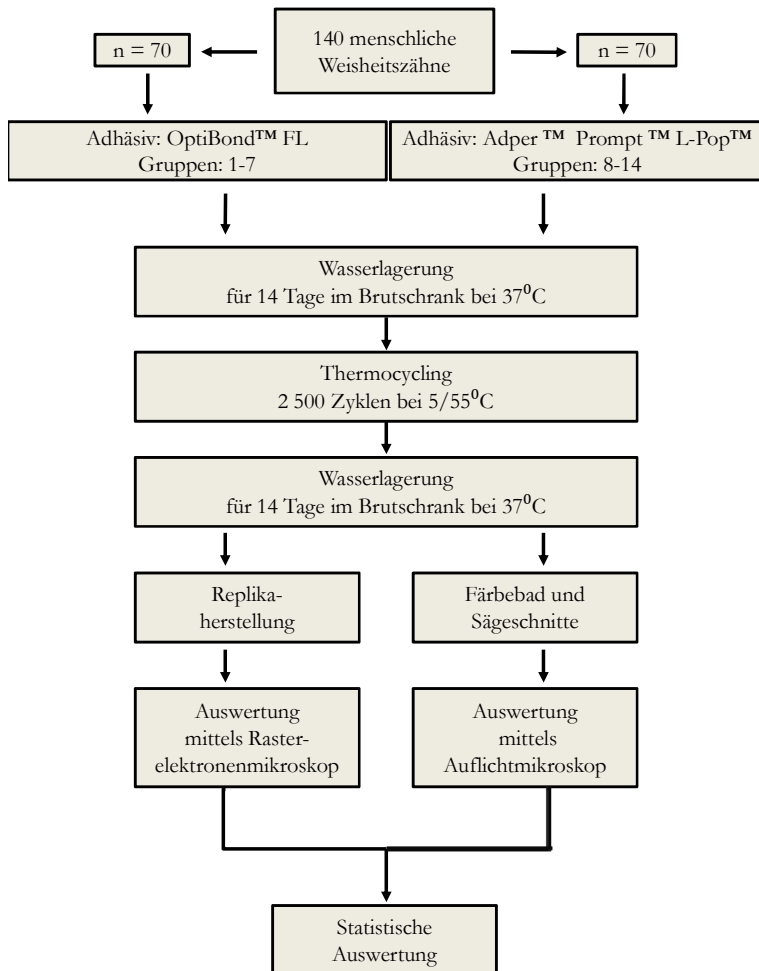 140 menschliche
Weisheitszähne
n = 70
n = 70
Adhäsiv: OptiBond™ FL
Gruppen: 1-7
Adhäsiv: Adper ™ Prompt ™ L-Pop™
Gruppen: 8-14
Wasserlagerung
für 14 Tage im Brutschrank bei 37⁰C
Thermocycling
2 500 Zyklen bei 5/55⁰C
Wasserlagerung
für 14 Tage im Brutschrank bei 37⁰C
Replika-
herstellung
Färbebad und
Sägeschnitte
Auswertung
mittels Raster-
elektronenmikroskop
Auswertung
mittels
Auflichtmikroskop
Statistische
Auswertung